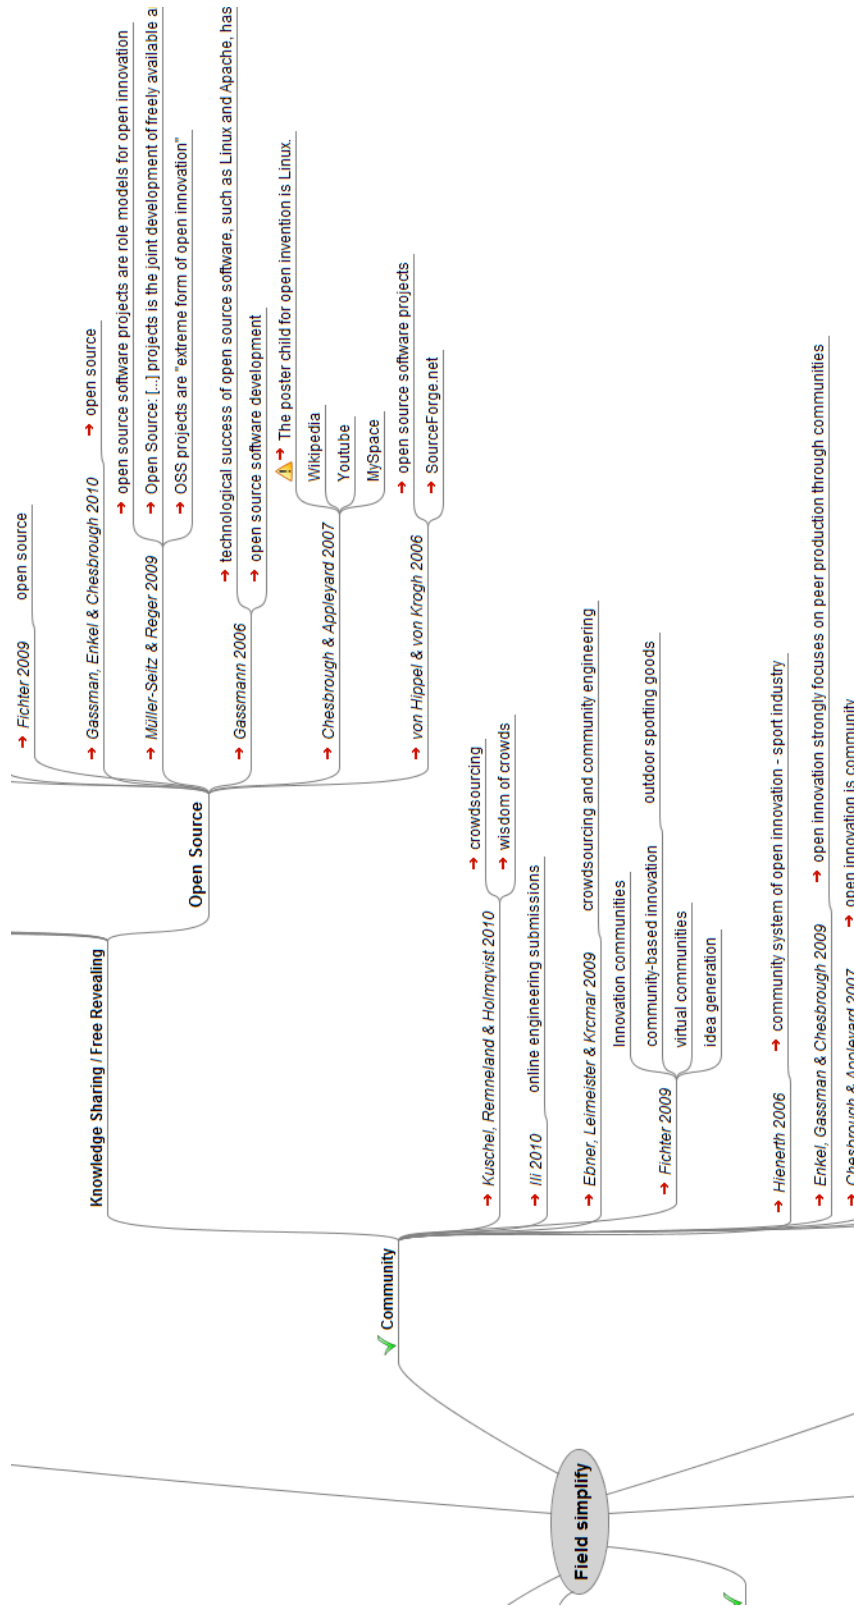 Fichter 2009
open source
Gassman, Enkel & Chesbrough 2010
open source
Müller-Seitz & Reger 2009
open source software projects are role models for open innovation
Open Source: [...] projects is the joint development of freely available a
OSS projects are "extreme form of open innovation"
Gassmann 2006
technological success of open source software, such as Linux and Apache, has
open source software development
Chesbrough & Appleyard 2007
The poster child for open invention is Linux.
Wikipedia
Youtube
MySpace
von Hippel & von Krogh 2006
open source software projects
SourceForge.net
Open Source
Knowledge Sharing / Free Revealing
Kuschel, Remneland & Holmqvist 2010
crowdsourcing
wisdom of crowds
Ili 2010
online engineering submissions
Ebner, Leimeister & Krcmar 2009
crowdsourcing and community engineering
Fichter 2009
Innovation communities
community-based innovation
outdoor sporting goods
virtual communities
idea generation
Hienerth 2006
community system of open innovation - sport industry
Enkel, Gassman & Chesbrough 2009
open innovation strongly focuses on peer production through communities
Chesbrough & Appleyard 2007
open innovation is community
Community
Field simplify